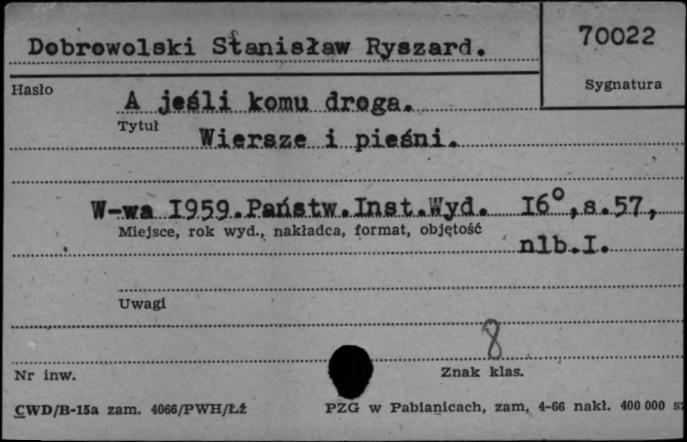 Dobrowolski Stanisław Ryszard.
70022
Sygnatura
Hasło
A jeśli komu droga.
Tytuł
Wiersze i pieśni.
W-wa I959.Państw.Inst.Wyd. I6°,s.57,
Miejsce, rok wyd., nakładca, format, objętość
nlb.I.
Uwagi
8
Nr inw.
Znak klas.
CWD/B-15a zam. 4066/PWH/Łź
PZG w Pabianicach, zam. 4-66 nakł. 400 000